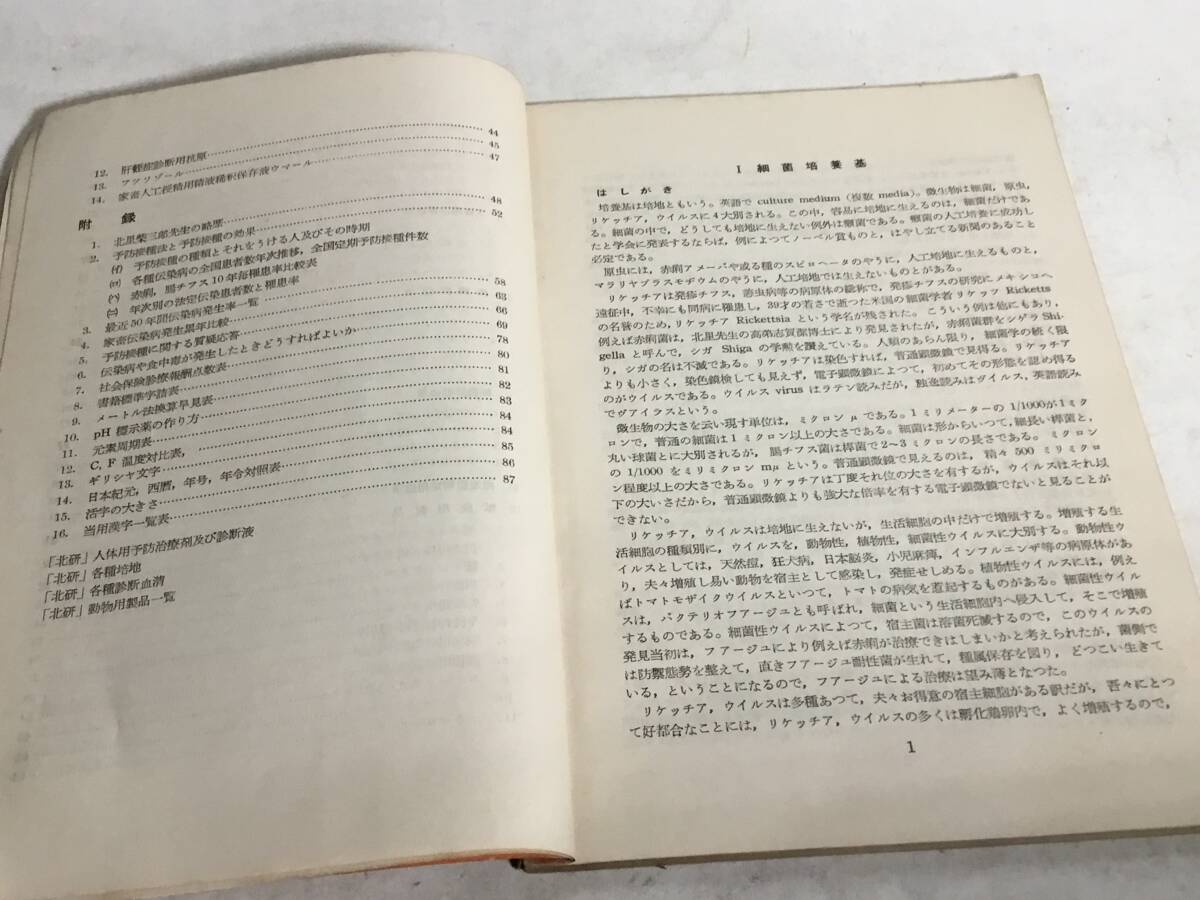 12. 肝蛭症診断用抗原 44
13. アツリゾール 45
14. 家畜人工授精用精液稀釈保存液ウマール 47
附 録
1. 北里柴三郎先生の略歴 48
2. 予防接種法と予防接種の効果 52
(イ) 予防接種の種類とそれをうける人及びその時期
(ロ) 各種伝染病の全国患者数年次推移,全国定期予防接種件数
(ハ) 赤痢,腸チフス10年毎罹患率比較表
(ニ) 年次別の法定伝染患者数と罹患率
3. 最近50年間伝染病発生率一覧 58
4. 家畜伝染病発生累年比較 63
5. 予防接種に関する質疑応答 66
6. 伝染病や食中毒が発生したときどうすればよいか 69
7. 社会保険診療報酬点数表 78
8. 書籍標準字詰表 80
9. メートル法換算早見表 81
10. pH 標示薬の作り方 82
11. 元素周期表 83
12. C, F 温度対比表, 84
13. ギリシヤ文字 84
14. 日本紀元,西暦,年号,年令対照表 85
15. 活字の大きさ 86
16. 当用漢字一覧表 87
「北研」人体用予防治療剤及び診断液
「北研」各種培地
「北研」各種診断血清
「北研」動物用製品一覧
I 細菌培養基
はしがき
培養基は培地ともいう。英語で culture medium (複数 media)。微生物は細菌,原虫,
リケッチア,ウイルスに4大別される。この中,容易に培地に生えるのは,細菌だけであ
る。細菌の中で,どうしても培地に生えない例外は癩菌である。癩菌の人工培養に成功し
たと学会に発表するならば,例によつてノーベル賞ものと,はやし立てる新聞のあること
必定である。
原虫には,赤痢アメーバや或る種のスピロヘータのやうに,人工培地に生えるものと,
マラリヤプラスモヂウムのやうに,人工培地では生えないものとがある。
リケッチアは発疹チフス,恙虫病等の病原体の総称で,発疹チフスの研究にメキシコへ
遠征中,不幸にも同病に罹患し,39才の若さで逝つた米国の細菌学者リケッツ Ricketts
の名誉のため,リケッチア Rickettsia という学名が残された。こういう例は他にもあり,
例えば赤痢菌は,北里先生の高弟志賀潔博士により発見されたが,赤痢菌群をシゲラ Shi-
gella と呼んで,シガ Shiga の学勲を讃えている。人類のあらん限り,細菌学の続く限
り,シガの名は不滅である。リケッチアは染色すれば,普通顕微鏡で見得る。リケッチア
よりも小さく,染色鏡検しても見えず,電子顕微鏡によつて,初めてその形態を認め得る
のがウイルスである。ウイルス virus はラテン読みだが,独逸読みはヴイルス,英語読み
でヴアイラスという。
微生物の大きさを云い現す単位は,ミクロン μ である。1ミリメーターの 1/1000が1ミク
ロンで,普通の細菌は1ミクロン以上の大さである。細菌は形からいつて,細長い桿菌と,
丸い球菌とに大別されるが,腸チフス菌は桿菌で2~3ミクロンの長さである。ミクロン
の 1/1000 をミリミクロン mμ という。普通顕微鏡で見えるのは,精々 500 ミリミクロ
ン程度以上の大さである。リケッチアは丁度それ位の大さを有するが,ウイルスはそれ以
下の大いさだから,普通顕微鏡よりも強大な倍率を有する電子顕微鏡でないと見ることが
できない。
リケッチア,ウイルスは培地に生えないが,生活細胞の中だけで増殖する。増殖する生
活細胞の種類別に,ウイルスを,動物性,植物性,細菌性ウイルスに大別する。動物性ウ
イルスとしては,天然痘,狂犬病,日本脳炎,小児麻痺,インフルエンザ等の病原体があ
り,夫々増殖し易い動物を宿主として感染し,発症せしめる。植物性ウイルスには,例え
ばトマトモザイクウイルスといつて,トマトの病気を惹起するものがある。細菌性ウイル
スは,バクテリオフアージユとも呼ばれ,細菌という生活細胞内へ侵入して,そこで増殖
するものである。細菌性ウイルスによつて,宿主菌は溶菌死滅するので,このウイルスの
発見当初は,フアージユにより例えば赤痢が治療できはしまいかと考えられたが,菌側で
は防禦態勢を整えて,直きフアージユ耐性菌が生れて,種属保存を図り,どつこい生きて
いる,ということになるので,フアージユによる治療は望み薄となつた。
リケッチア,ウイルスは多種あつて,夫々お得意の宿主細胞がある訳だが,吾々にとつ
て好都合なことには,リケッチア,ウイルスの多くは孵化鶏卵内で,よく増殖するので,
1